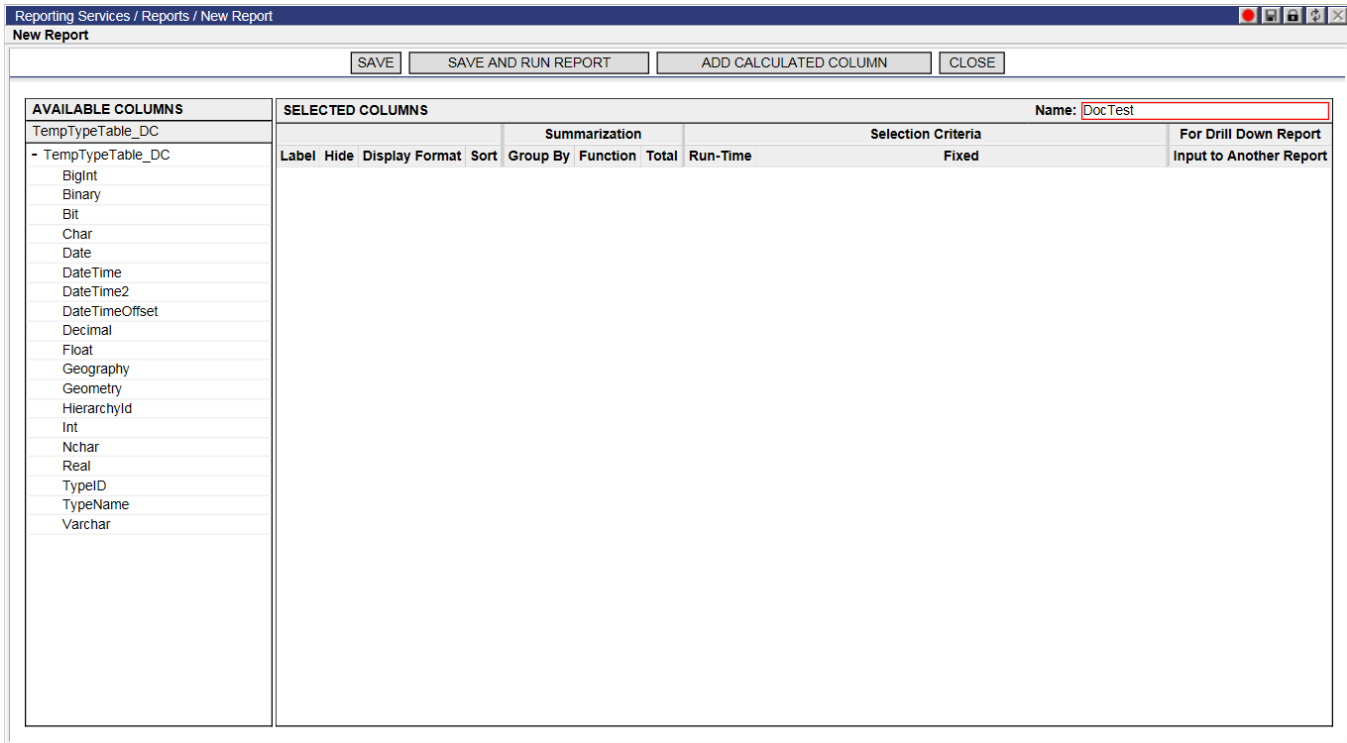 Reporting Services / Reports / New Report
New Report
SAVE SAVE AND RUN REPORT ADD CALCULATED COLUMN CLOSE
AVAILABLE COLUMNS SELECTED COLUMNS Name: DocTest
TempTypeTable_DC Summarization Selection Criteria For Drill Down Report
- TempTypeTable_DC Label Hide Display Format Sort Group By Function Total Run-Time Fixed Input to Another Report
BigInt
Binary
Bit
Char
Date
DateTime
DateTime2
DateTimeOffset
Decimal
Float
Geography
Geometry
HierarchyId
Int
Nchar
Real
TypeID
TypeName
Varchar